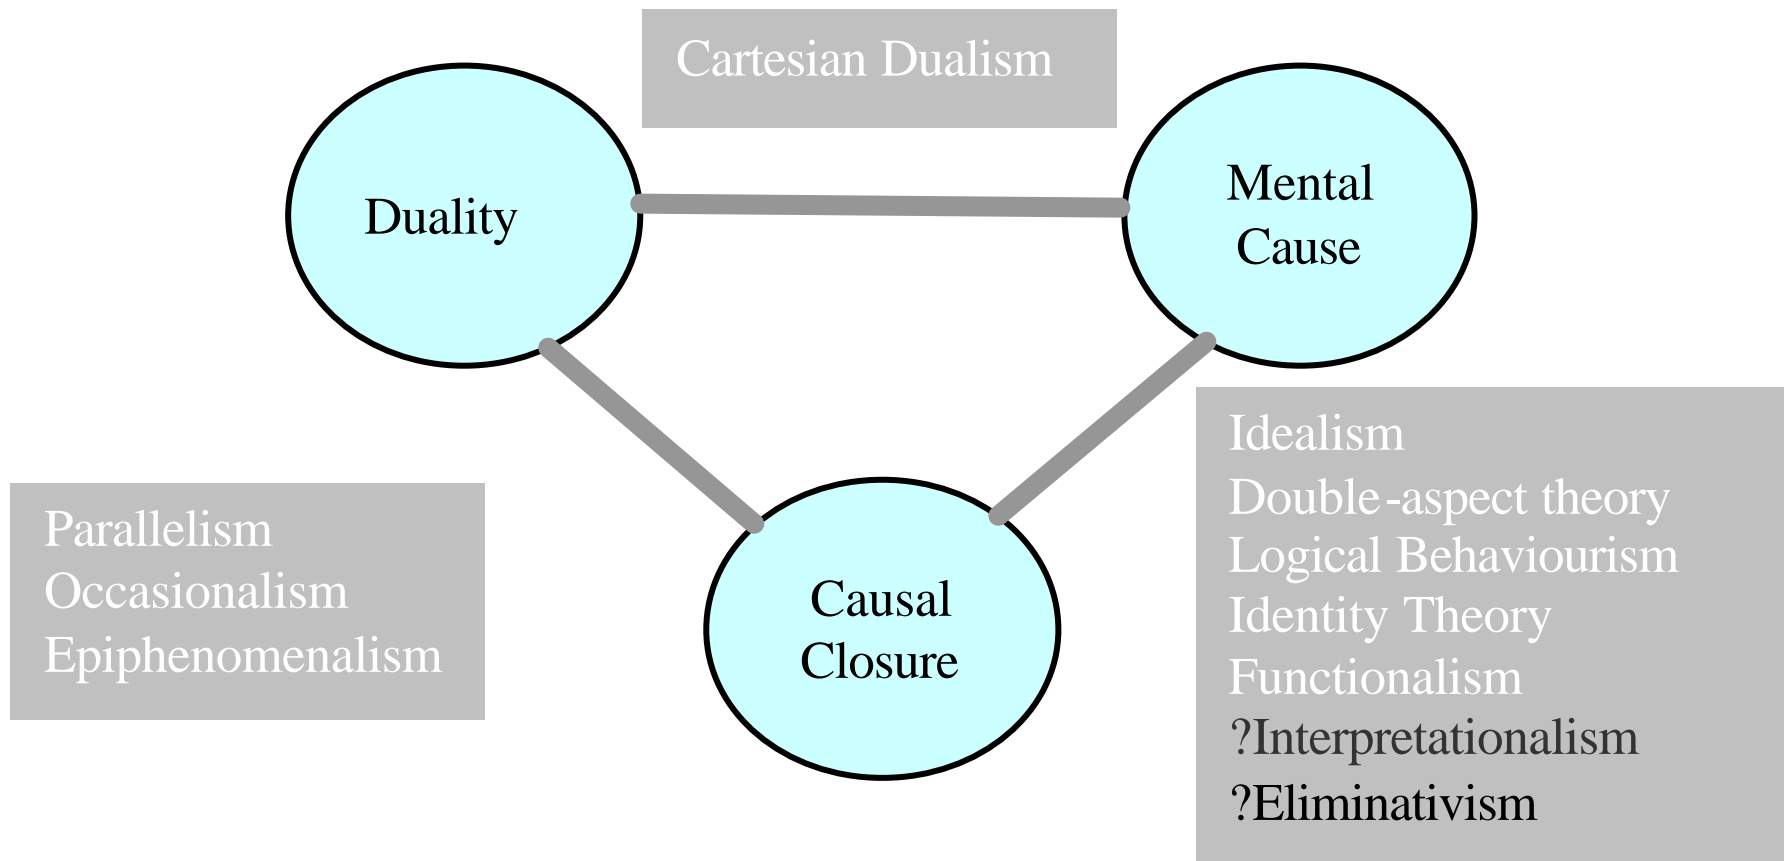 Cartesian Dualism
Duality
Mental
Cause
Causal
Closure
Parallelism
Occasionalism
Epiphenomenalism
Idealism
Double-aspect theory
Logical Behaviourism
Identity Theory
Functionalism
?Interpretationalism
?Eliminativism